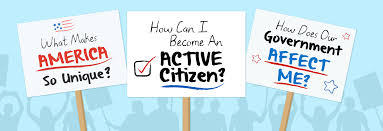 What Makes
AMERICA
So Unique?
How Can I
Become An
ACTIVE
Citizen?
How Does Our
Government
AFFECT
ME?